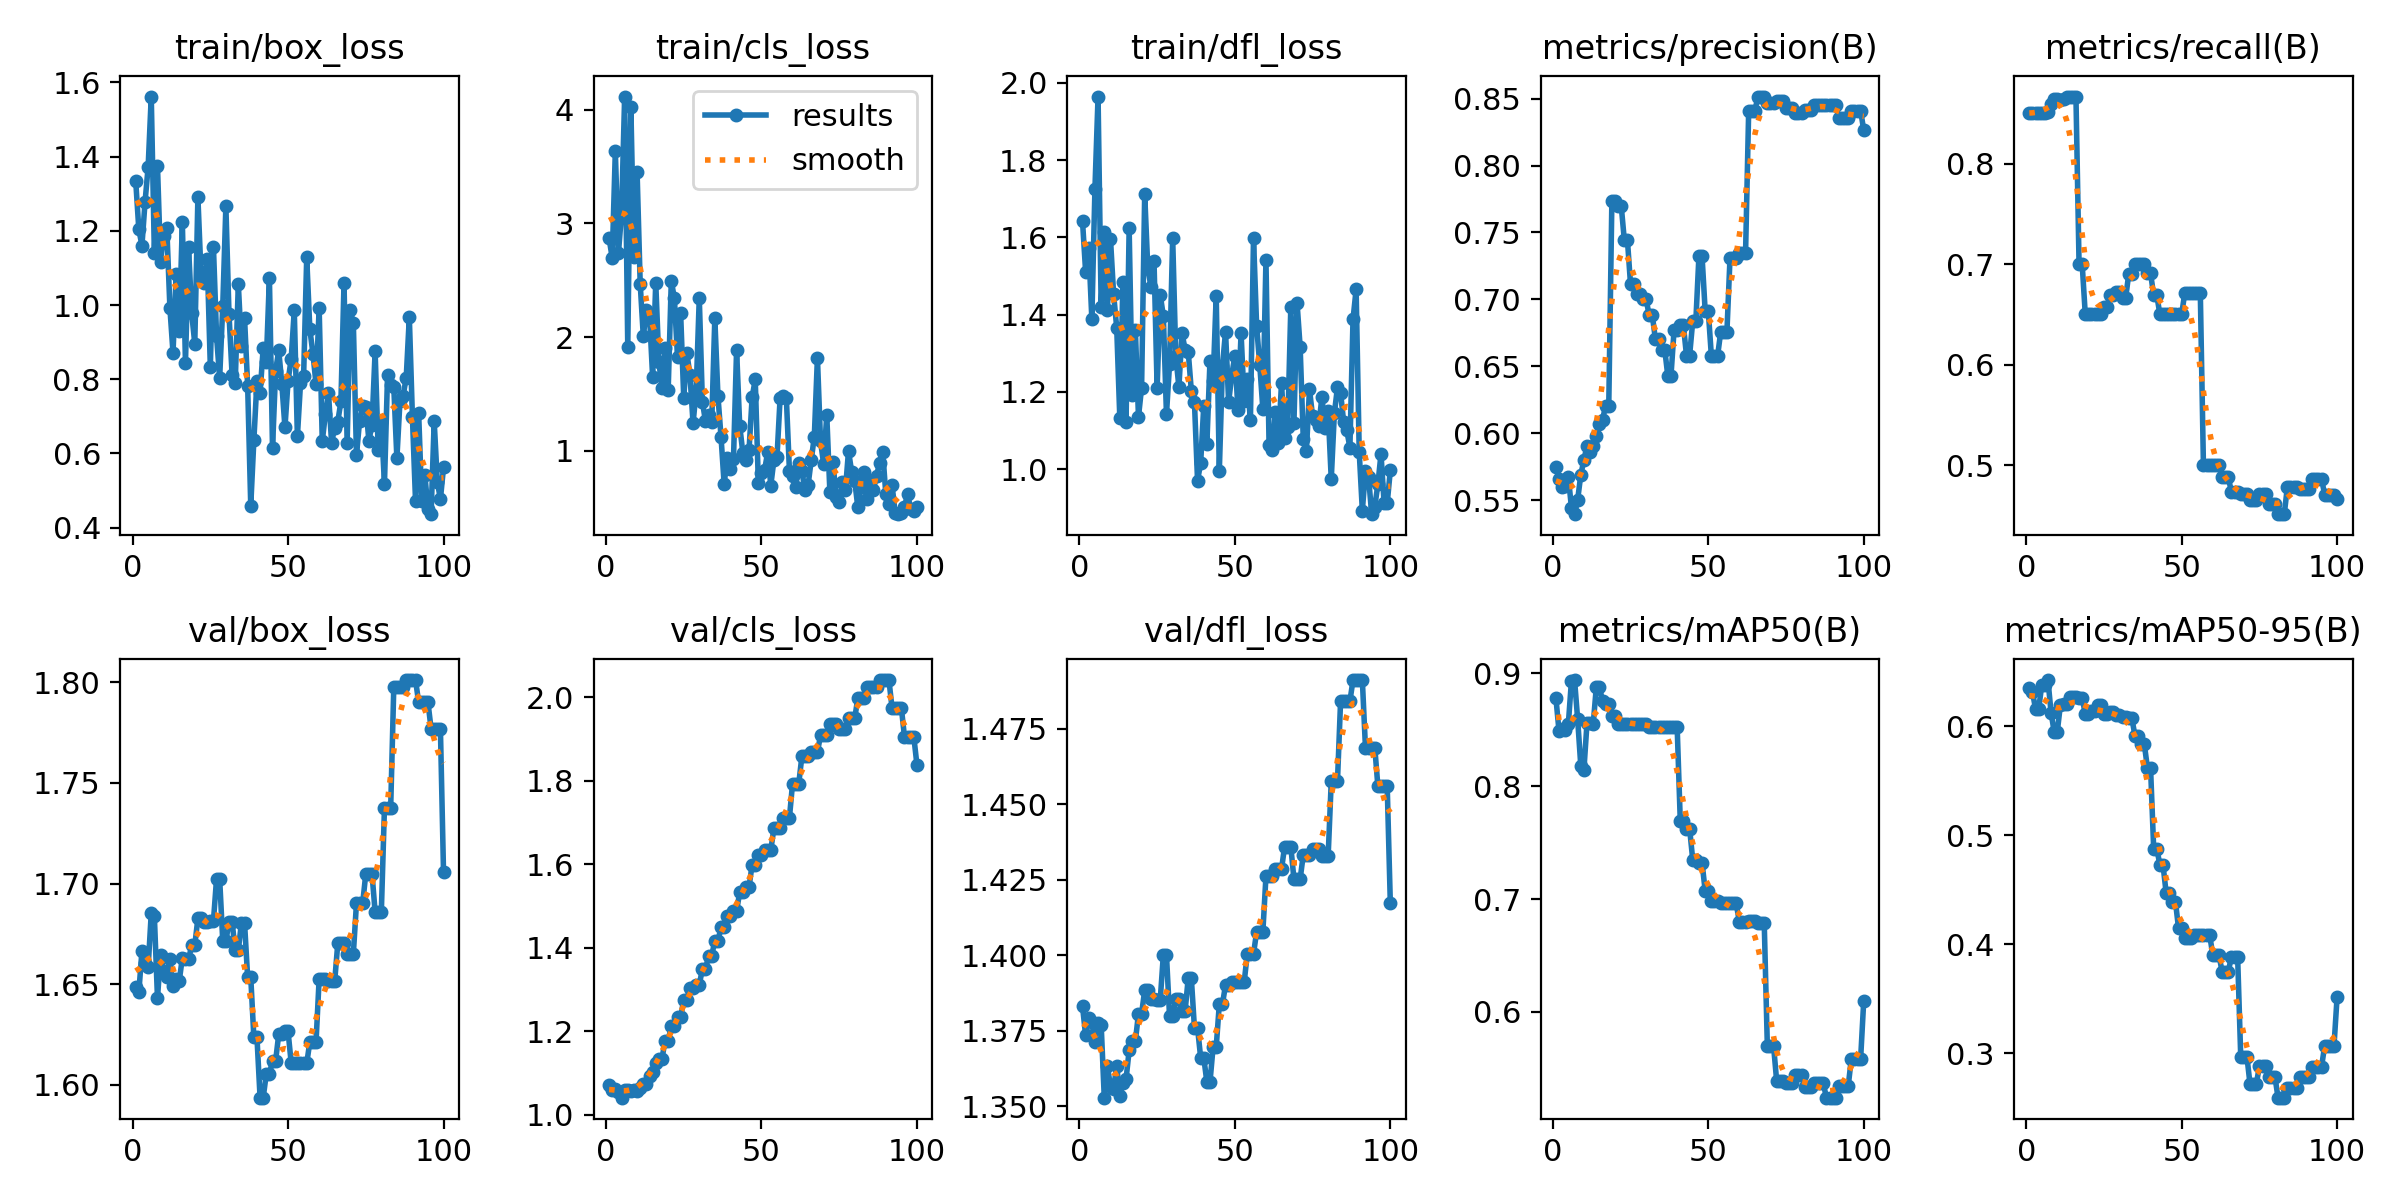 train/box_loss
1.6
1.4
1.2
1.0
0.8
0.6
0.4
0 50 100
train/cls_loss
results
smooth
4
3
2
1
0 50 100
train/dfl_loss
2.0
1.8
1.6
1.4
1.2
1.0
0 50 100
metrics/precision(B)
0.85
0.80
0.75
0.70
0.65
0.60
0.55
0 50 100
metrics/recall(B)
0.8
0.7
0.6
0.5
0 50 100
val/box_loss
1.80
1.75
1.70
1.65
1.60
0 50 100
val/cls_loss
2.0
1.8
1.6
1.4
1.2
1.0
0 50 100
val/dfl_loss
1.475
1.450
1.425
1.400
1.375
1.350
0 50 100
metrics/mAP50(B)
0.9
0.8
0.7
0.6
0 50 100
metrics/mAP50-95(B)
0.6
0.5
0.4
0.3
0 50 100